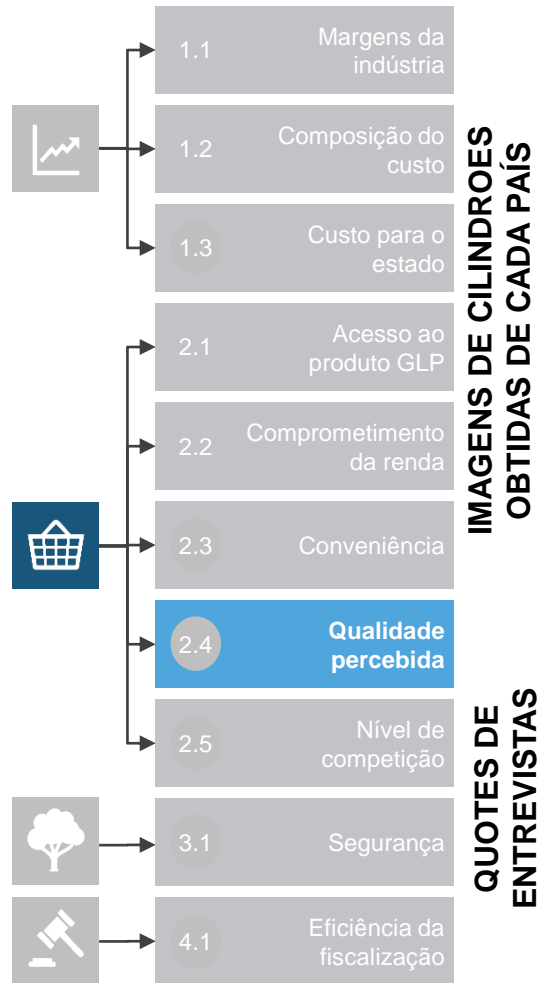 1.1
Margens da
indústria
1.2
Composição do
custo
1.3
Custo para o
estado
2.1
Acesso ao
produto GLP
2.2
Comprometimento
da renda
2.3
Conveniência
2.4
Qualidade
percebida
2.5
Nível de
competição
3.1
Segurança
4.1
Eficiência da
fiscalização
IMAGENS DE CILINDROES
OBTIDAS DE CADA PAÍS
QUOTES DE
ENTREVISTAS